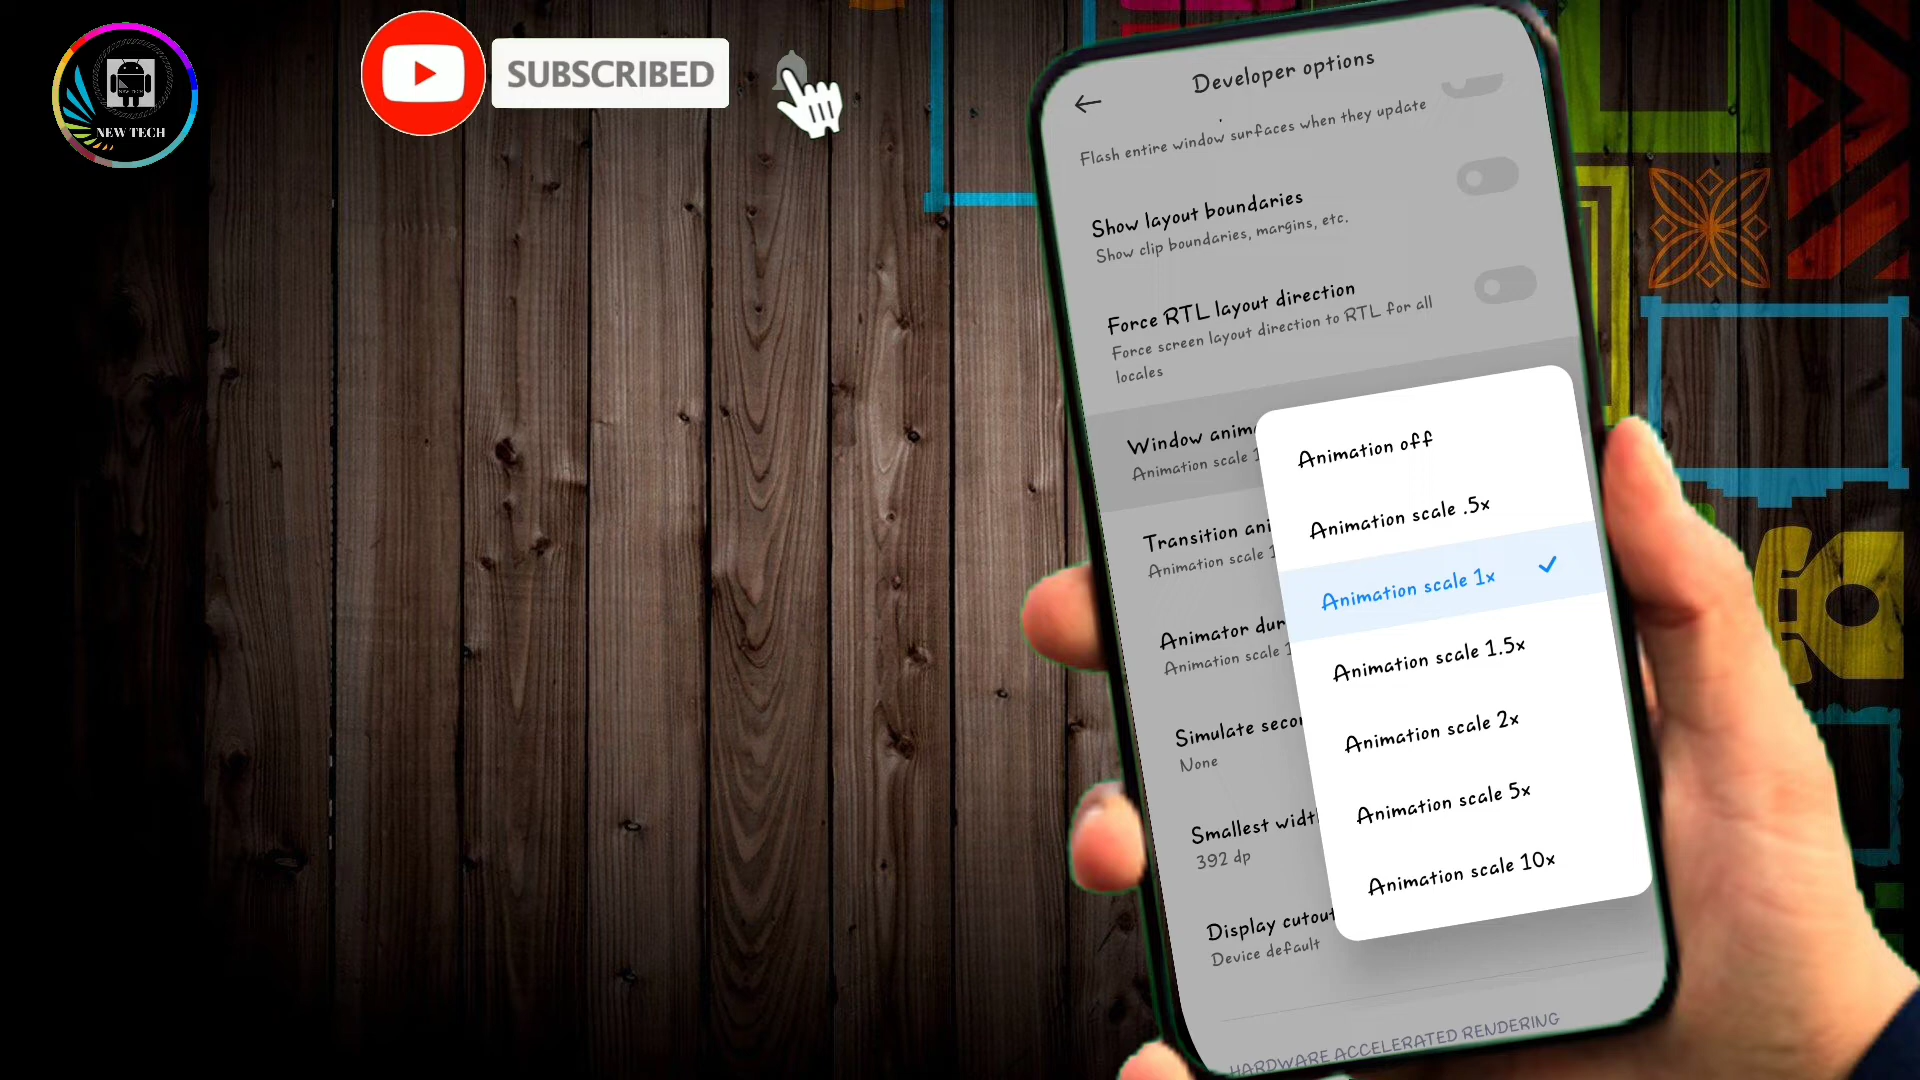 NEW TECH
SUBSCRIBED
Developer options
Flash entire window surfaces when they update
Show layout boundaries
Show clip boundaries, margins, etc.
Force RTL layout direction
Force screen layout direction to RTL for all
locales
Window anim
Animation scale 1
Transition ani
Animation scale 1
Animator dur
Animation scale 1
Simulate secon
None
Smallest widt
392 dp
Display cutout
Device default
HARDWARE ACCELERATED RENDERING
Animation off
Animation scale .5x
Animation scale 1x
Animation scale 1.5x
Animation scale 2x
Animation scale 5x
Animation scale 10x